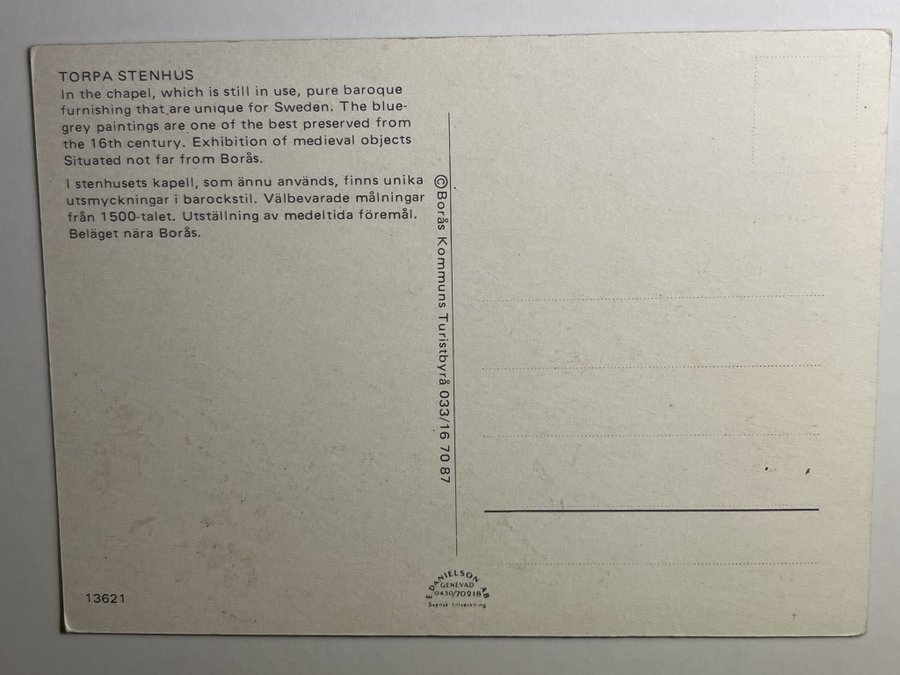 TORPA STENHUS
In the chapel, which is still in use, pure baroque
furnishing that are unique for Sweden. The blue-
grey paintings are one of the best preserved from
the 16th century. Exhibition of medieval objects
Situated not far from Borås.
I stenhusets kapell, som ännu används, finns unika
utsmyckningar i barockstil. Välbevarade målningar
från 1500-talet. Utställning av medeltida föremål.
Beläget nära Borås.
©Borås Kommuns Turistbyrå 033/16 70 87
13621
E. DANIELSON AB
GENEVAD
0430/70218
Svensk tillverkning